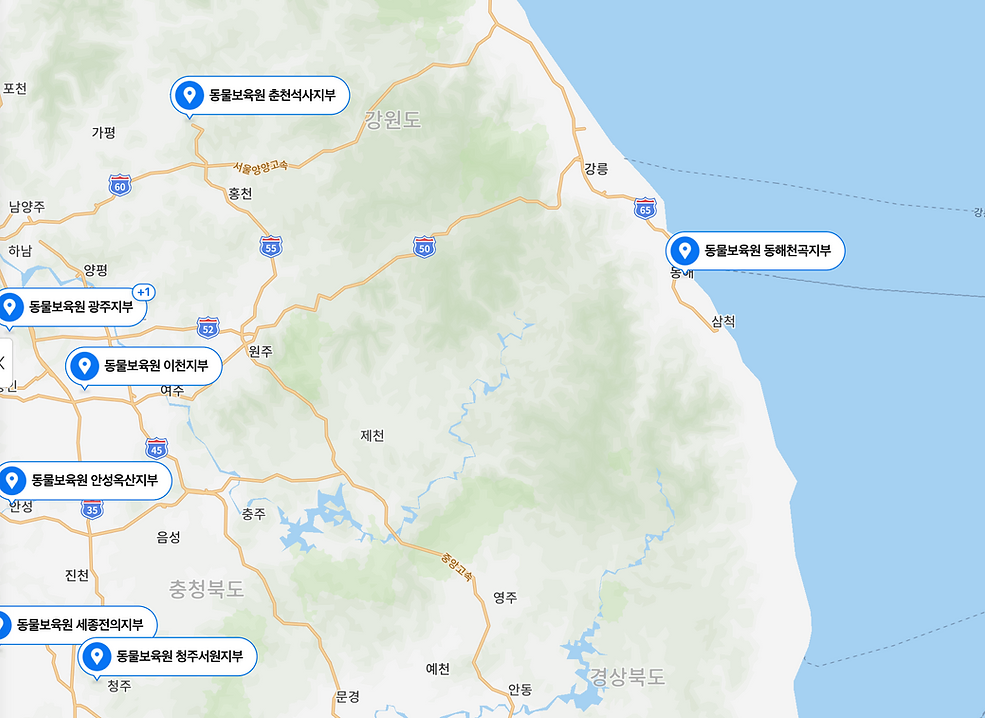 포천
동물보육원 춘천석사지부
강원도
가평
서울양양고속
강릉
60
홍천
남양주
65
하남
55
50
동물보육원 동해천곡지부
양평
동해
+1
동물보육원 광주지부
삼척
52
원주
동물보육원 이천지부
여주
제천
45
동물보육원 안성옥산지부
안성
35
충주
음성
중앙고속
진천
충청북도
영주
동물보육원 세종전의지부
동물보육원 청주서원지부
예천
경상북도
청주
안동
문경